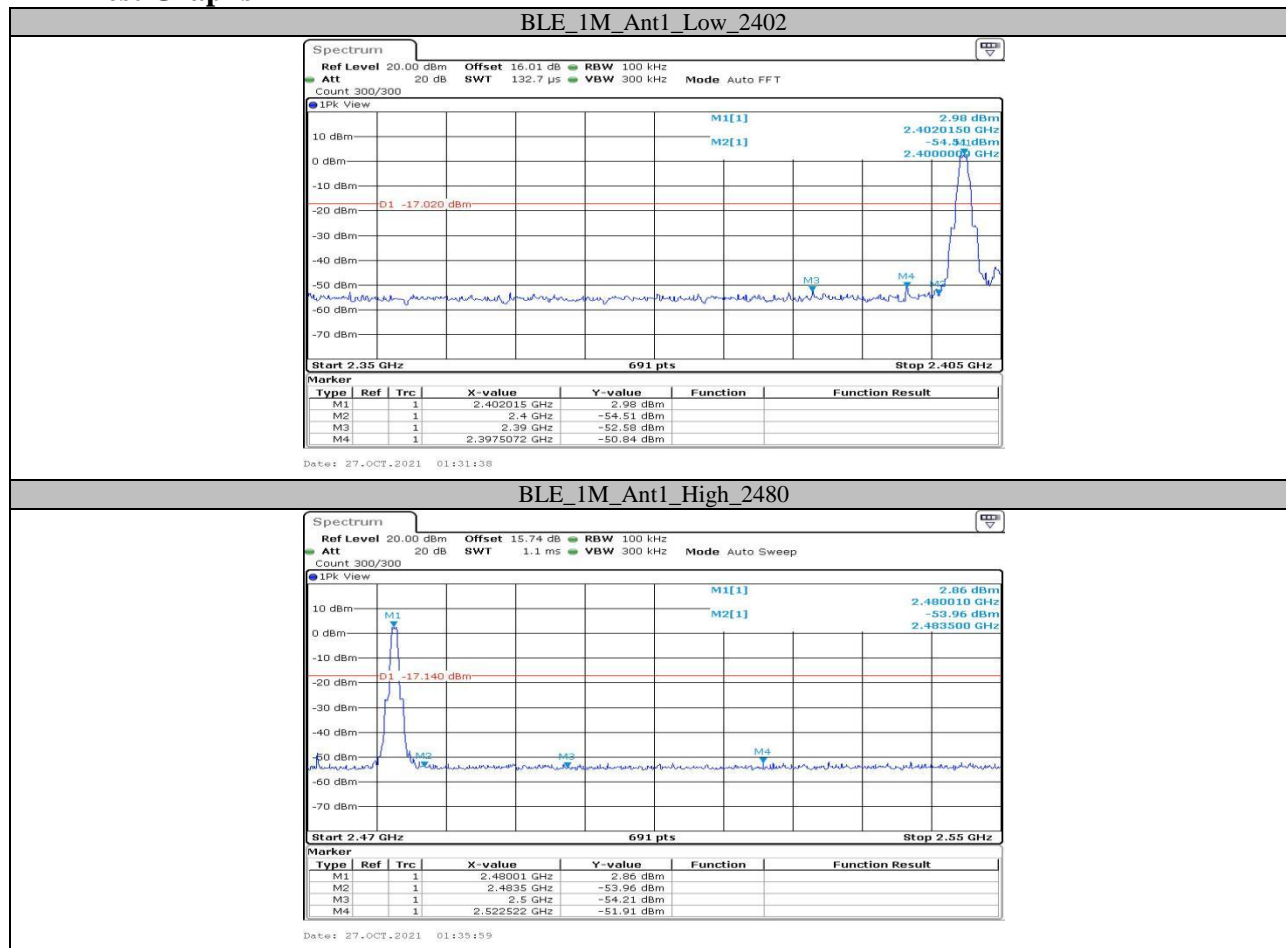 BLE_1M_Ant1_Low_2402
Spectrum
Ref Level 20.00 dBm Offset 16.01 dB RBW 100 kHz
Att 20 dB SWT 132.7 µs VBW 300 kHz Mode Auto FFT
Count 300/300
1Pk View
M1[1] 2.98 dBm
2.4020150 GHz
M2[1] -54.51 dBm
2.4000000 GHz
M1
10 dBm
0 dBm
-10 dBm
D1 -17.020 dBm
-20 dBm
-30 dBm
-40 dBm
M3 M4 M2
-50 dBm
-60 dBm
-70 dBm
Start 2.35 GHz 691 pts Stop 2.405 GHz
Marker
Type Ref Trc X-value Y-value Function Function Result
M1 1 2.402015 GHz 2.98 dBm
M2 1 2.4 GHz -54.51 dBm
M3 1 2.39 GHz -52.58 dBm
M4 1 2.3975072 GHz -50.84 dBm
Date: 27.OCT.2021 01:31:38
BLE_1M_Ant1_High_2480
Spectrum
Ref Level 20.00 dBm Offset 15.74 dB RBW 100 kHz
Att 20 dB SWT 1.1 ms VBW 300 kHz Mode Auto Sweep
Count 300/300
1Pk View
M1[1] 2.86 dBm
2.480010 GHz
M2[1] -53.96 dBm
2.483500 GHz
10 dBm
M1
0 dBm
-10 dBm
D1 -17.140 dBm
-20 dBm
-30 dBm
-40 dBm
M2 M3 M4
-50 dBm
-60 dBm
-70 dBm
Start 2.47 GHz 691 pts Stop 2.55 GHz
Marker
Type Ref Trc X-value Y-value Function Function Result
M1 1 2.48001 GHz 2.86 dBm
M2 1 2.4835 GHz -53.96 dBm
M3 1 2.5 GHz -54.21 dBm
M4 1 2.522522 GHz -51.91 dBm
Date: 27.OCT.2021 01:35:59